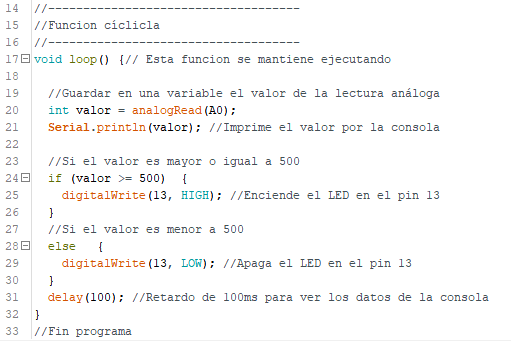 14 //------------------------------------
15 //Funcion cíclicla
16 //------------------------------------
17 void loop() {// Esta funcion se mantiene ejecutando
18
19 //Guardar en una variable el valor de la lectura análoga
20 int valor = analogRead(A0);
21 Serial.println(valor); //Imprime el valor por la consola
22
23 //Si el valor es mayor o igual a 500
24 if (valor >= 500)  {
25 digitalWrite(13, HIGH); //Enciende el LED en el pin 13
26 }
27 //Si el valor es menor a 500
28 else   {
29 digitalWrite(13, LOW); //Apaga el LED en el pin 13
30 }
31 delay(100); //Retardo de 100ms para ver los datos de la consola
32 }
33 //Fin programa